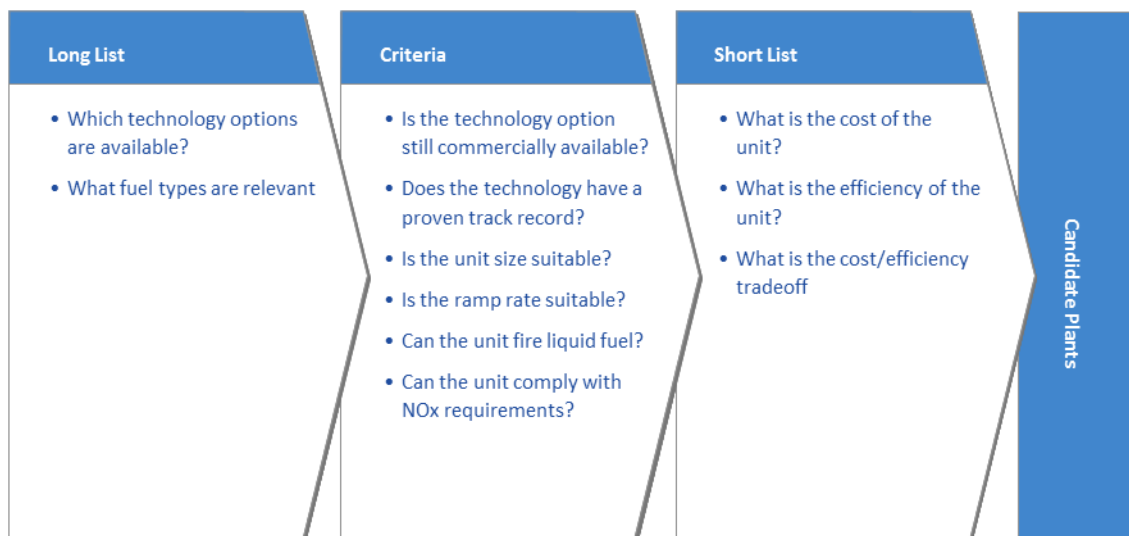 Long List
• Which technology options
are available?
• What fuel types are relevant
Criteria
• Is the technology option
still commercially available?
• Does the technology have a
proven track record?
• Is the unit size suitable?
• Is the ramp rate suitable?
• Can the unit fire liquid fuel?
• Can the unit comply with
NOx requirements?
Short List
• What is the cost of the
unit?
• What is the efficiency of the
unit?
• What is the cost/efficiency
tradeoff
Candidate Plants